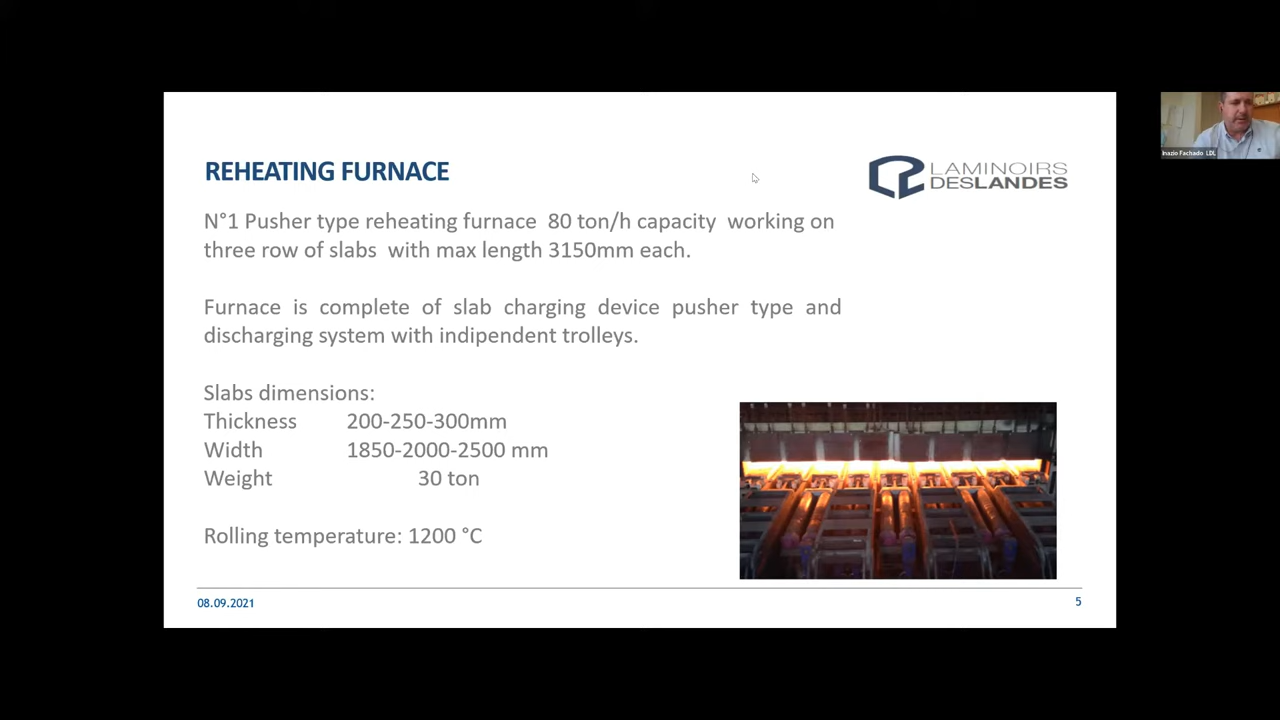 REHEATING FURNACE
LAMINOIRS
DESLANDES
N°1 Pusher type reheating furnace 80 ton/h capacity working on
three row of slabs with max length 3150mm each.
Furnace is complete of slab charging device pusher type and
discharging system with indipendent trolleys.
Slabs dimensions:
Thickness 200-250-300mm
Width 1850-2000-2500 mm
Weight 30 ton
Rolling temperature: 1200 °C
08.09.2021
5
Inazio Fachado LDL